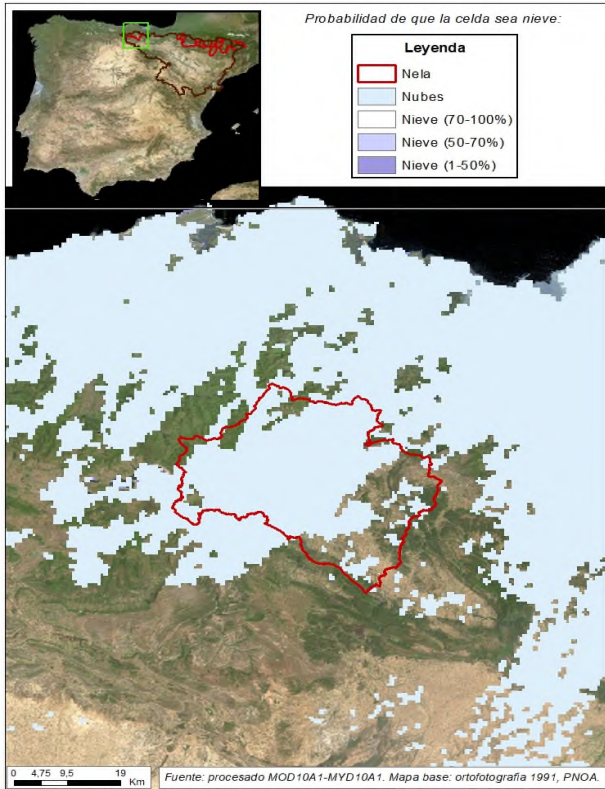 Probabilidad de que la celda sea nieve:
Leyenda
Nela
Nubes
Nieve (70-100%)
Nieve (50-70%)
Nieve (1-50%)
0 4,75 9,5 19
Km
Fuente: procesado MOD10A1-MYD10A1. Mapa base: ortofotografía 1991, PNOA.